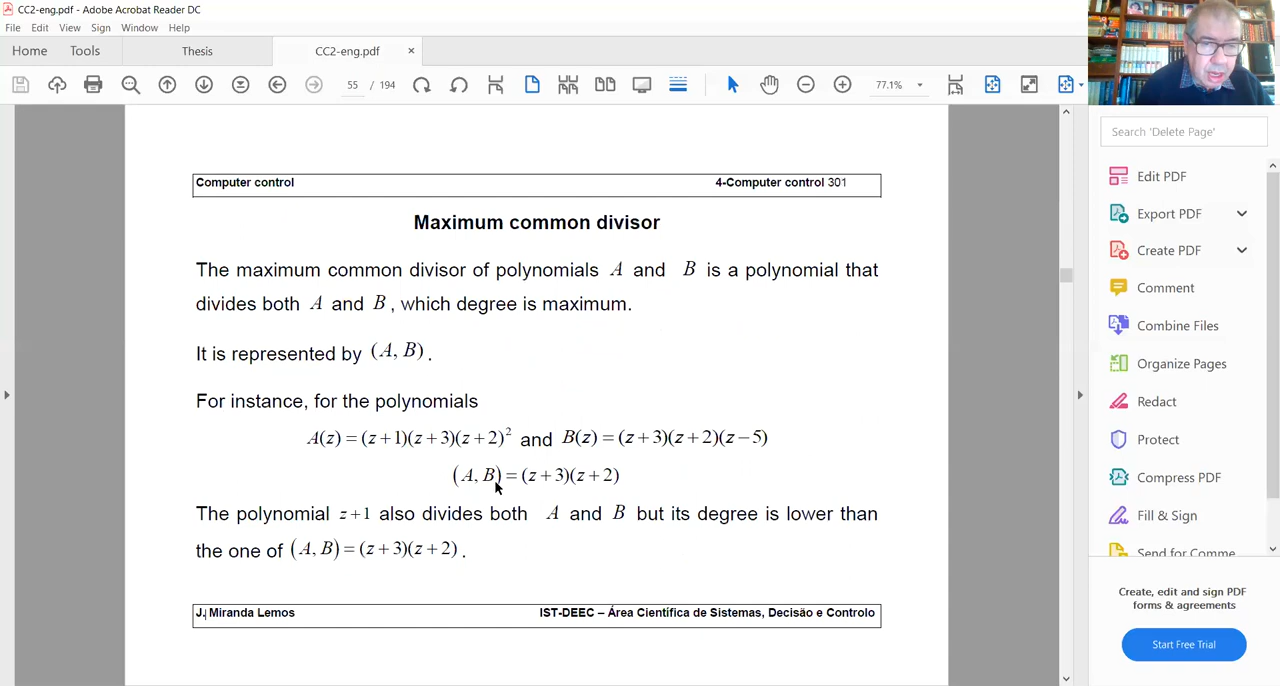 CC2-eng.pdf - Adobe Acrobat Reader DC
File Edit View Sign Window Help
Home Tools Thesis CC2-eng.pdf ×
55 / 194 77.1%
Search 'Delete Page'
Edit PDF
Export PDF
Create PDF
Comment
Combine Files
Organize Pages
Redact
Protect
Compress PDF
Fill & Sign
Send for Comme
Create, edit and sign PDF
forms & agreements
Start Free Trial
Computer control 4-Computer control 301
Maximum common divisor
The maximum common divisor of polynomials A and B is a polynomial that
divides both A and B, which degree is maximum.
It is represented by (A, B).
For instance, for the polynomials
A(z) = (z+1)(z+3)(z+2)² and B(z) = (z+3)(z+2)(z−5)
(A, B) = (z+3)(z+2)
The polynomial z+1 also divides both A and B but its degree is lower than
the one of (A, B) = (z+3)(z+2).
J. Miranda Lemos IST-DEEC – Área Científica de Sistemas, Decisão e Controlo